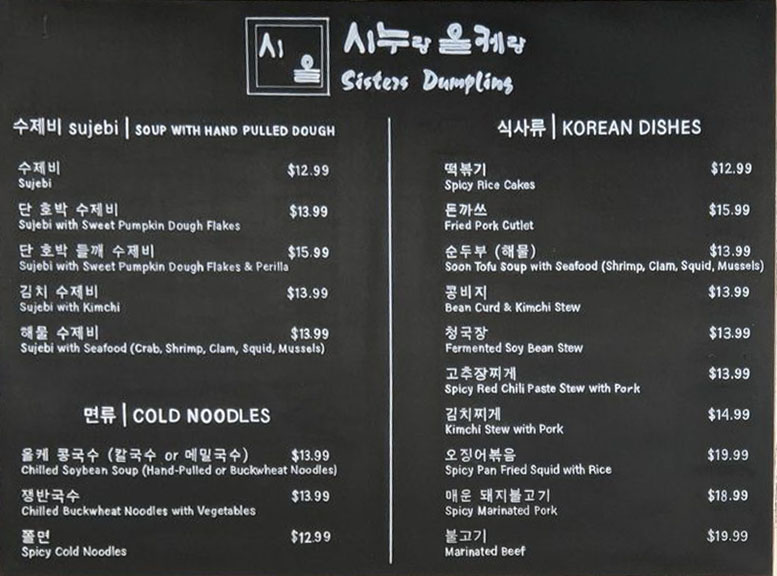 시
올
시누랑 올케랑
Sisters Dumpling
수제비 sujebi | SOUP WITH HAND PULLED DOUGH
수제비 $12.99
Sujebi
단 호박 수제비 $13.99
Sujebi with Sweet Pumpkin Dough Flakes
단 호박 들깨 수제비 $15.99
Sujebi with Sweet Pumpkin Dough Flakes & Perilla
김치 수제비 $13.99
Sujebi with Kimchi
해물 수제비 $13.99
Sujebi with Seafood (Crab, Shrimp, Clam, Squid, Mussels)
면류 | COLD NOODLES
올케 콩국수 (칼국수 or 메밀국수) $13.99
Chilled Soybean Soup (Hand-Pulled or Buckwheat Noodles)
쟁반국수 $13.99
Chilled Buckwheat Noodles with Vegetables
쫄면 $12.99
Spicy Cold Noodles
식사류 | KOREAN DISHES
떡볶기 $12.99
Spicy Rice Cakes
돈까쓰 $15.99
Fried Pork Cutlet
순두부 (해물) $13.99
Soon Tofu Soup with Seafood (Shrimp, Clam, Squid, Mussels)
콩비지 $13.99
Bean Curd & Kimchi Stew
청국장 $13.99
Fermented Soy Bean Stew
고추장찌게 $13.99
Spicy Red Chili Paste Stew with Pork
김치찌게 $14.99
Kimchi Stew with Pork
오징어볶음 $19.99
Spicy Pan Fried Squid with Rice
매운 돼지불고기 $18.99
Spicy Marinated Pork
불고기 $19.99
Marinated Beef